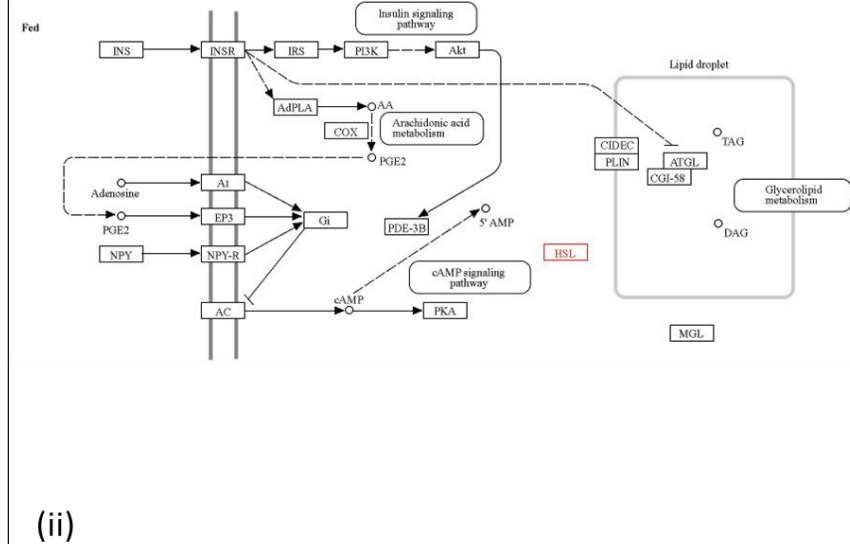 Fed
Insulin signaling
pathway
INS
INSR
IRS
PI3K
Akt
Lipid droplet
AdPLA
AA
COX
Arachidonic acid
metabolism
PGE2
CIDEC
PLIN
TAG
ATGL
CGI-58
Adenosine
A1
Glycerolipid
metabolism
PGE2
EP3
Gi
PDE-3B
5' AMP
DAG
NPY
NPY-R
HSL
cAMP signaling
pathway
cAMP
AC
PKA
MGL
(ii)